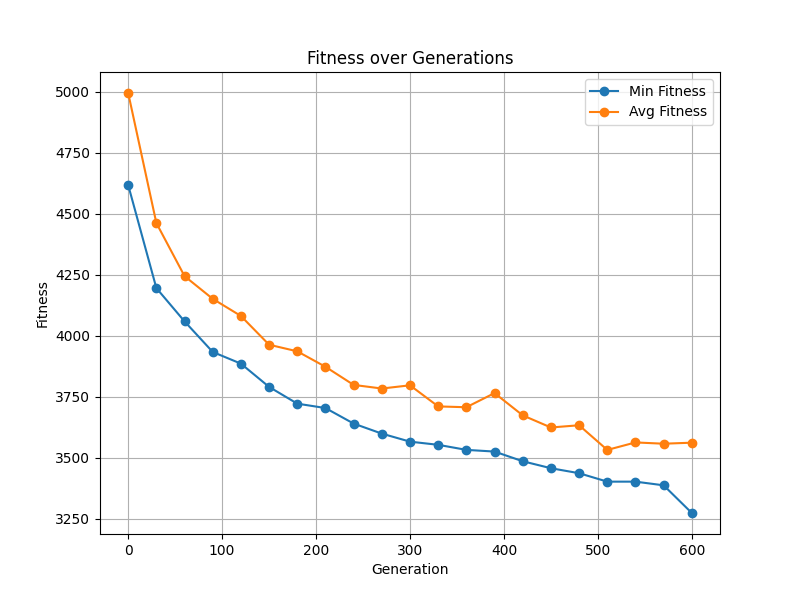 Fitness over Generations
Min Fitness
Avg Fitness
5000
4750
4500
4250
4000
3750
3500
3250
Fitness
0 100 200 300 400 500 600
Generation